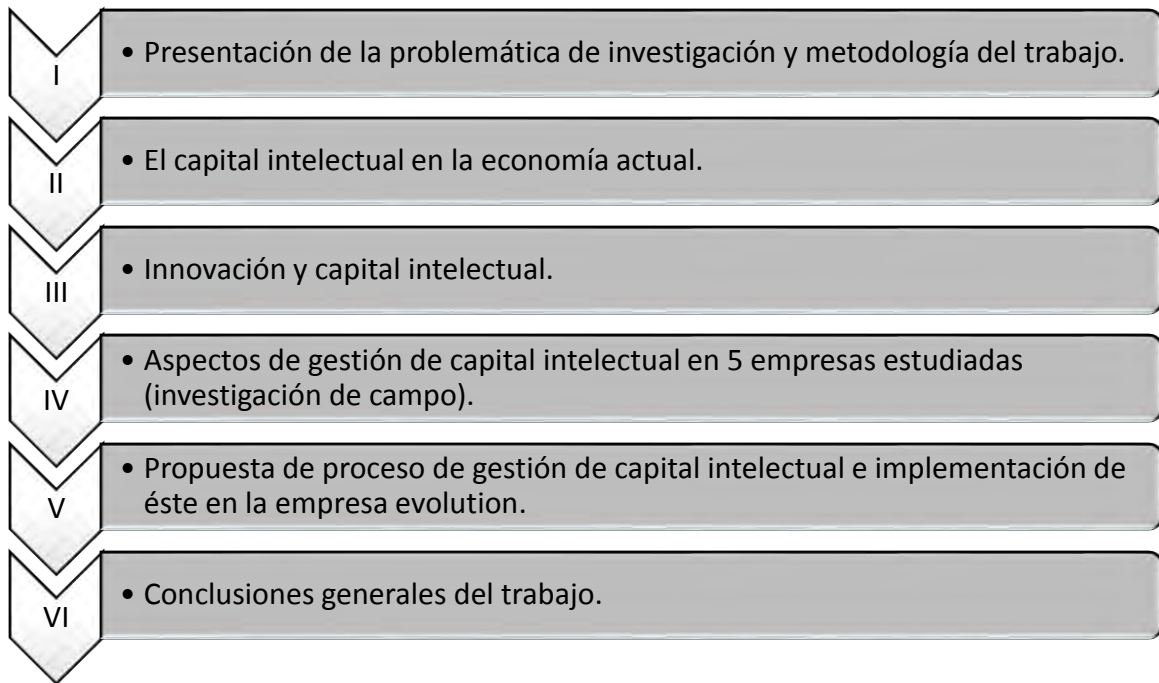 I
• Presentación de la problemática de investigación y metodología del trabajo.
II
• El capital intelectual en la economía actual.
III
• Innovación y capital intelectual.
IV
• Aspectos de gestión de capital intelectual en 5 empresas estudiadas
(investigación de campo).
V
• Propuesta de proceso de gestión de capital intelectual e implementación de
éste en la empresa evolution.
VI
• Conclusiones generales del trabajo.